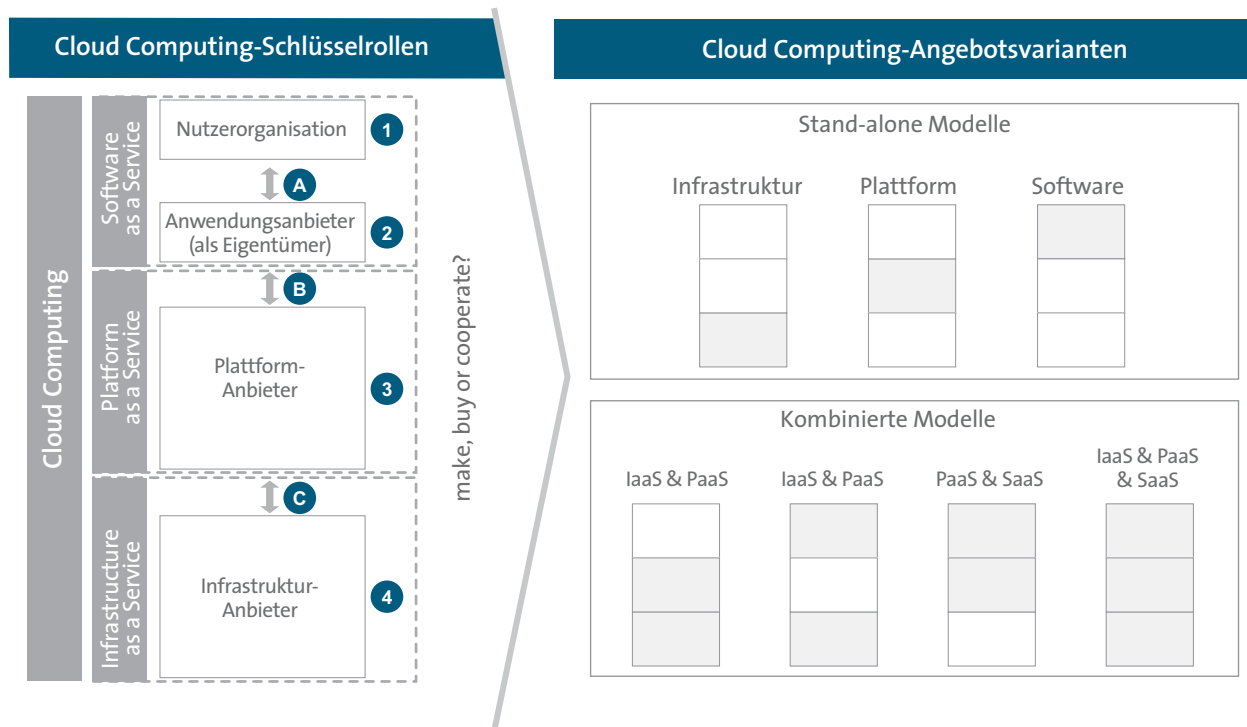 Cloud Computing-Schlüsselrollen
Cloud Computing
Software
as a Service
Nutzerorganisation
1
A
Anwendungsanbieter
(als Eigentümer)
2
Platform
as a Service
B
Plattform-
Anbieter
3
Infrastructure
as a Service
C
Infrastruktur-
Anbieter
4
make, buy or cooperate?
Cloud Computing-Angebotsvarianten
Stand-alone Modelle
Infrastruktur
Plattform
Software
Kombinierte Modelle
IaaS & PaaS
IaaS & PaaS
PaaS & SaaS
IaaS & PaaS
& SaaS